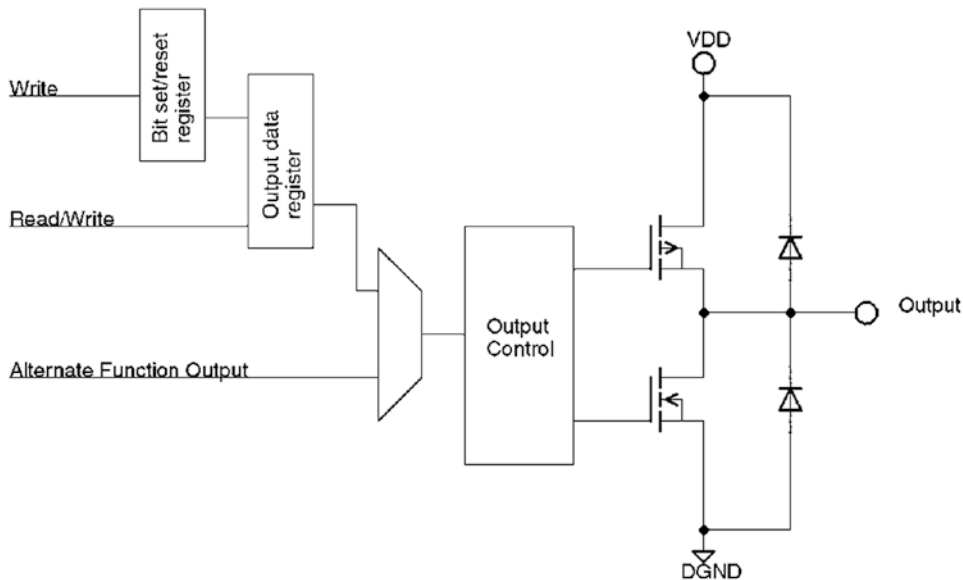 VDD
Write
Bit set/reset
register
Output data
register
Read/Write
Output
Output
Control
Alternate Function Output
DGND